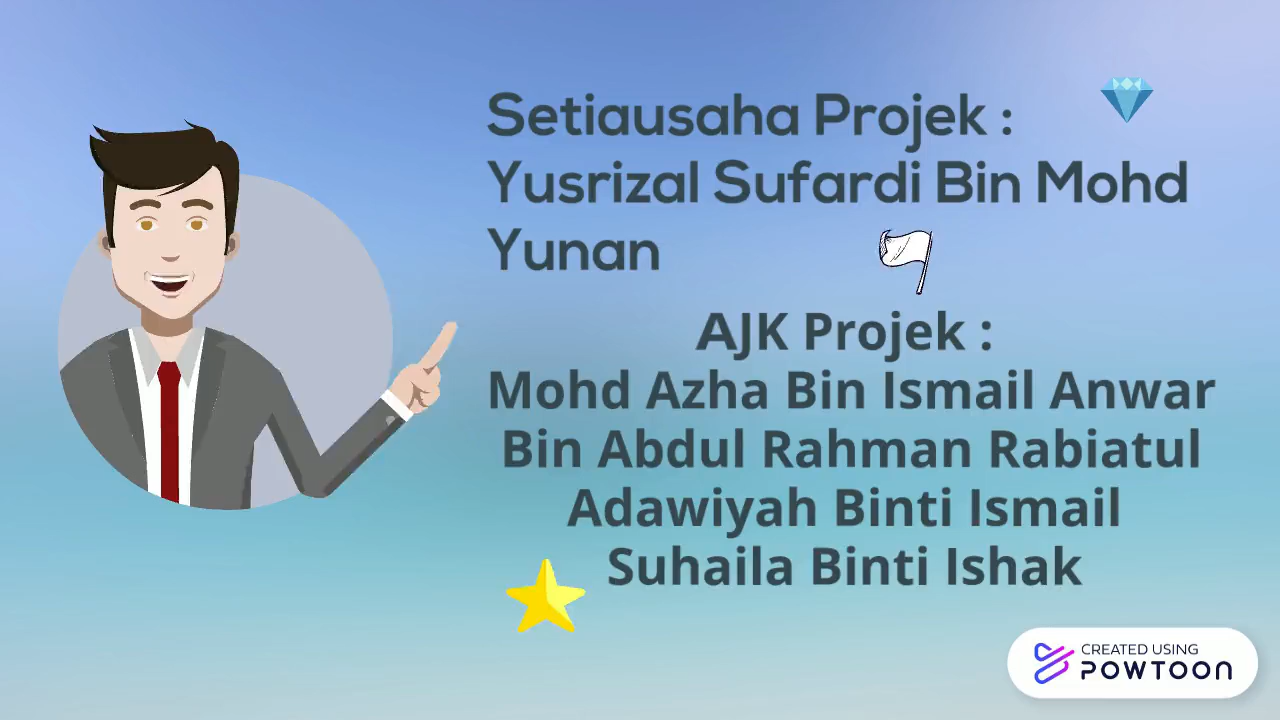 Setiausaha Projek :
Yusrizal Sufardi Bin Mohd
Yunan
AJK Projek :
Mohd Azha Bin Ismail Anwar
Bin Abdul Rahman Rabiatul
Adawiyah Binti Ismail
Suhaila Binti Ishak
CREATED USING
POWTOON